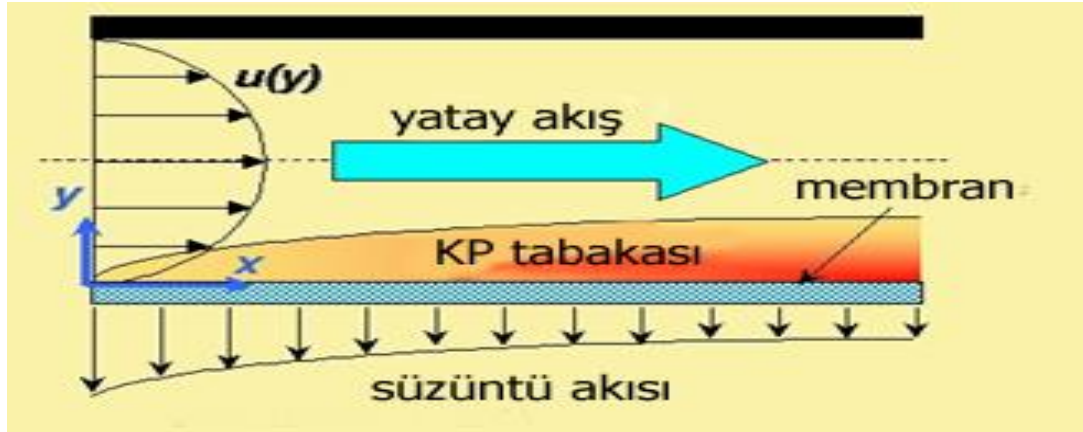 u(y)
yatay akış
membran
y
KP tabakası
x
süzüntü akısı